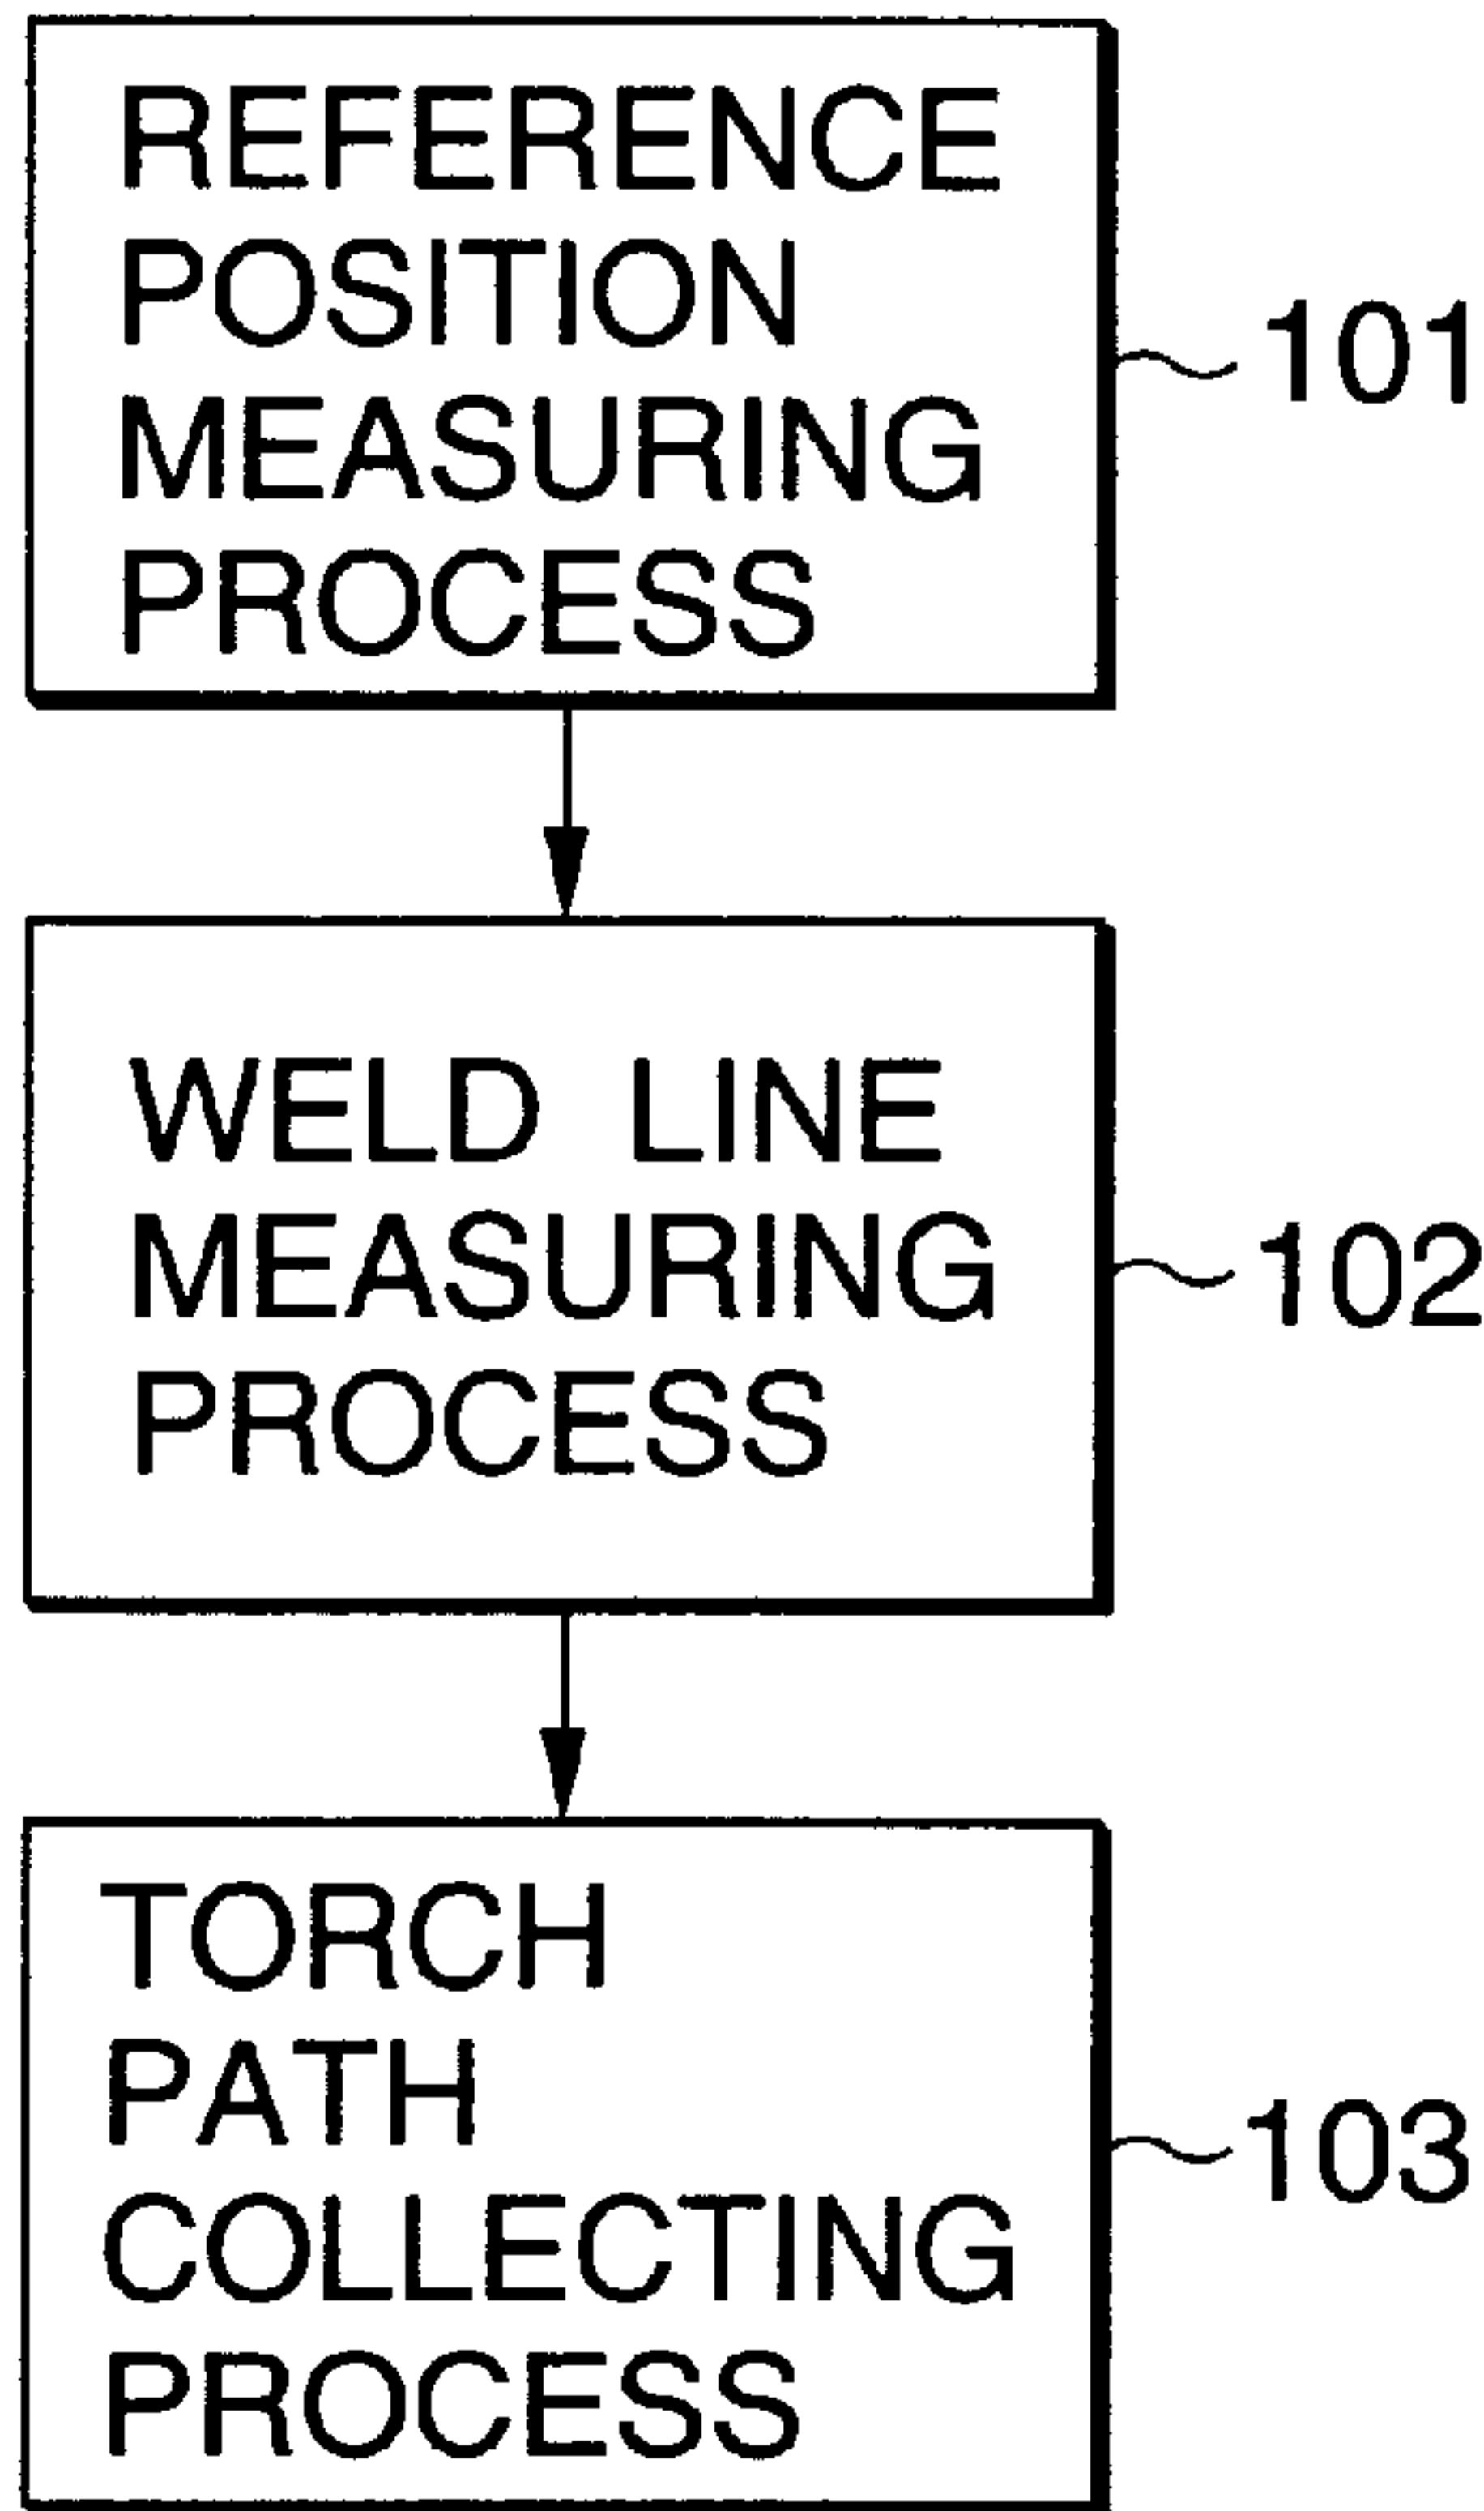 REFERENCE
POSITION
MEASURING
PROCESS
101
WELD LINE
MEASURING
PROCESS
102
TORCH
PATH
COLLECTING
PROCESS
103